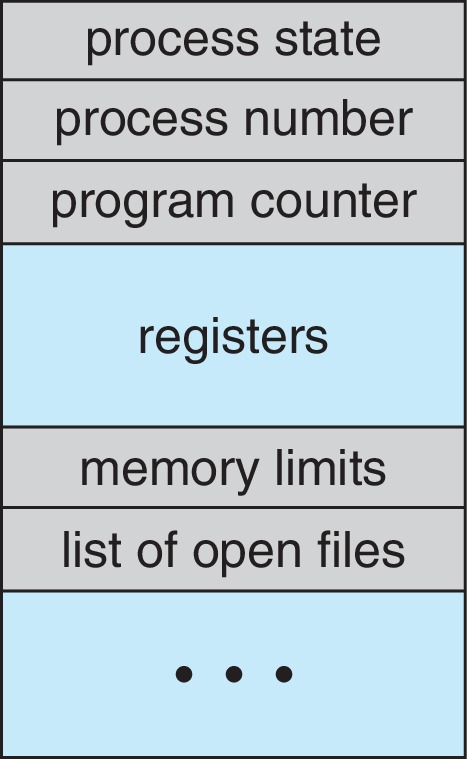 process state
process number
program counter
registers
memory limits
list of open files
• • •